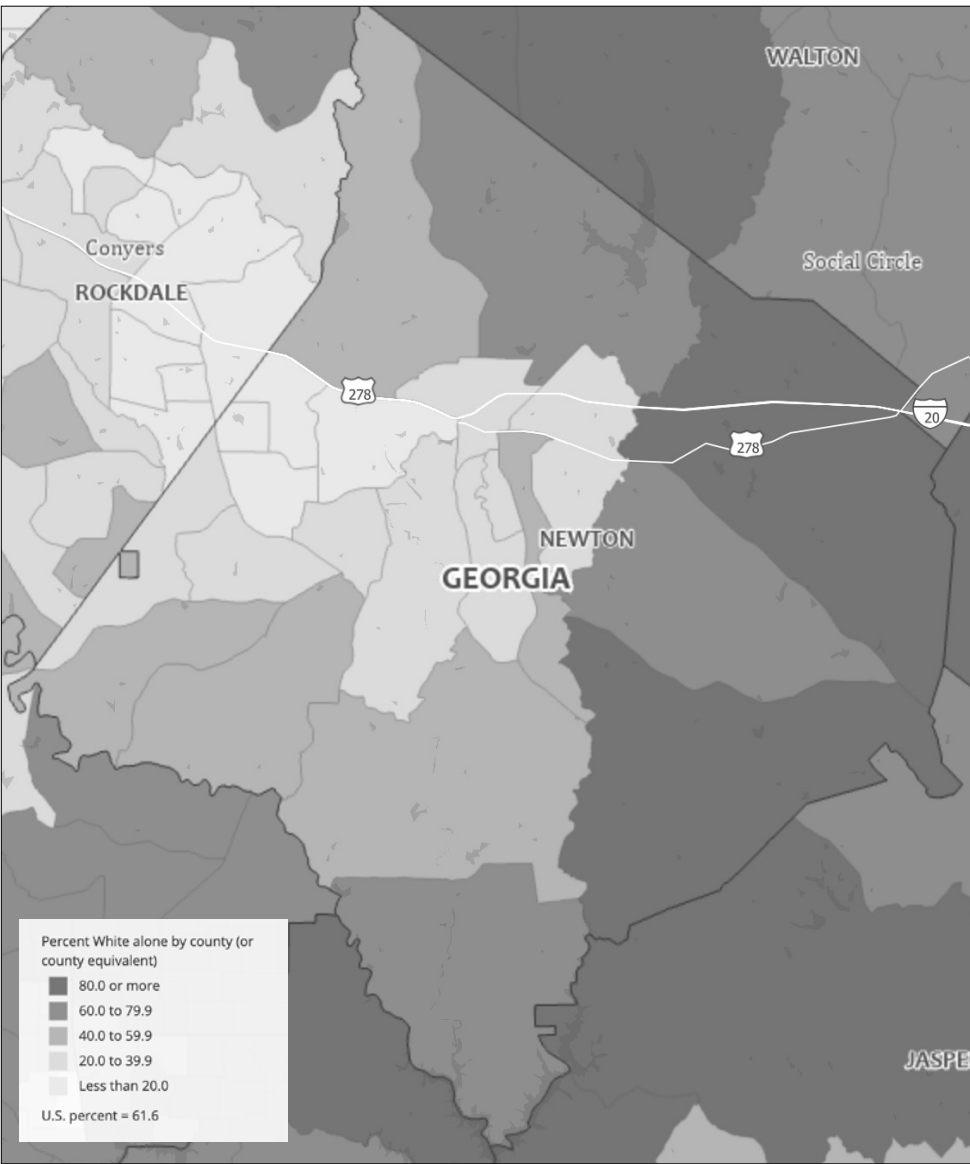 WALTON
Social Circle
Conyers
ROCKDALE
278
20
278
NEWTON
GEORGIA
Percent White alone by county (or
county equivalent)
80.0 or more
60.0 to 79.9
40.0 to 59.9
20.0 to 39.9
Less than 20.0
U.S. percent = 61.6
JASPE